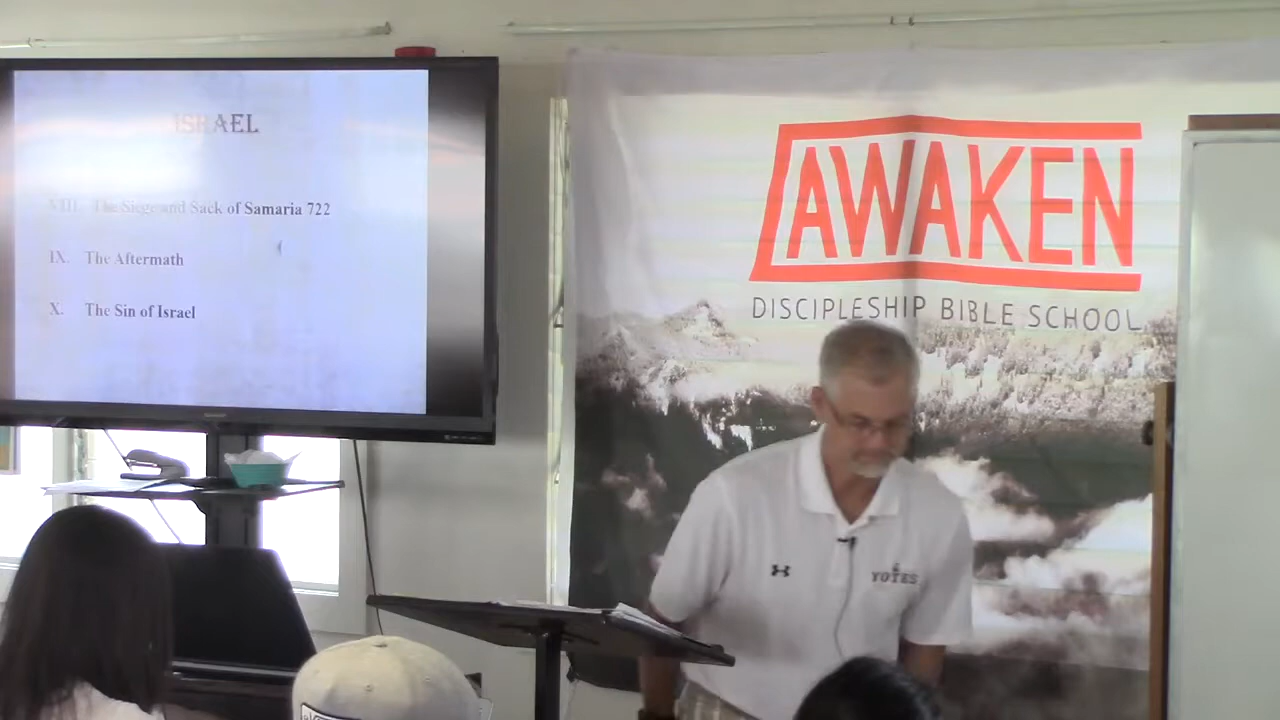 ISRAEL
VIII. The Siege and Sack of Samaria 722
IX. The Aftermath
X. The Sin of Israel
AWAKEN
DISCIPLESHIP BIBLE SCHOOL
YOTES